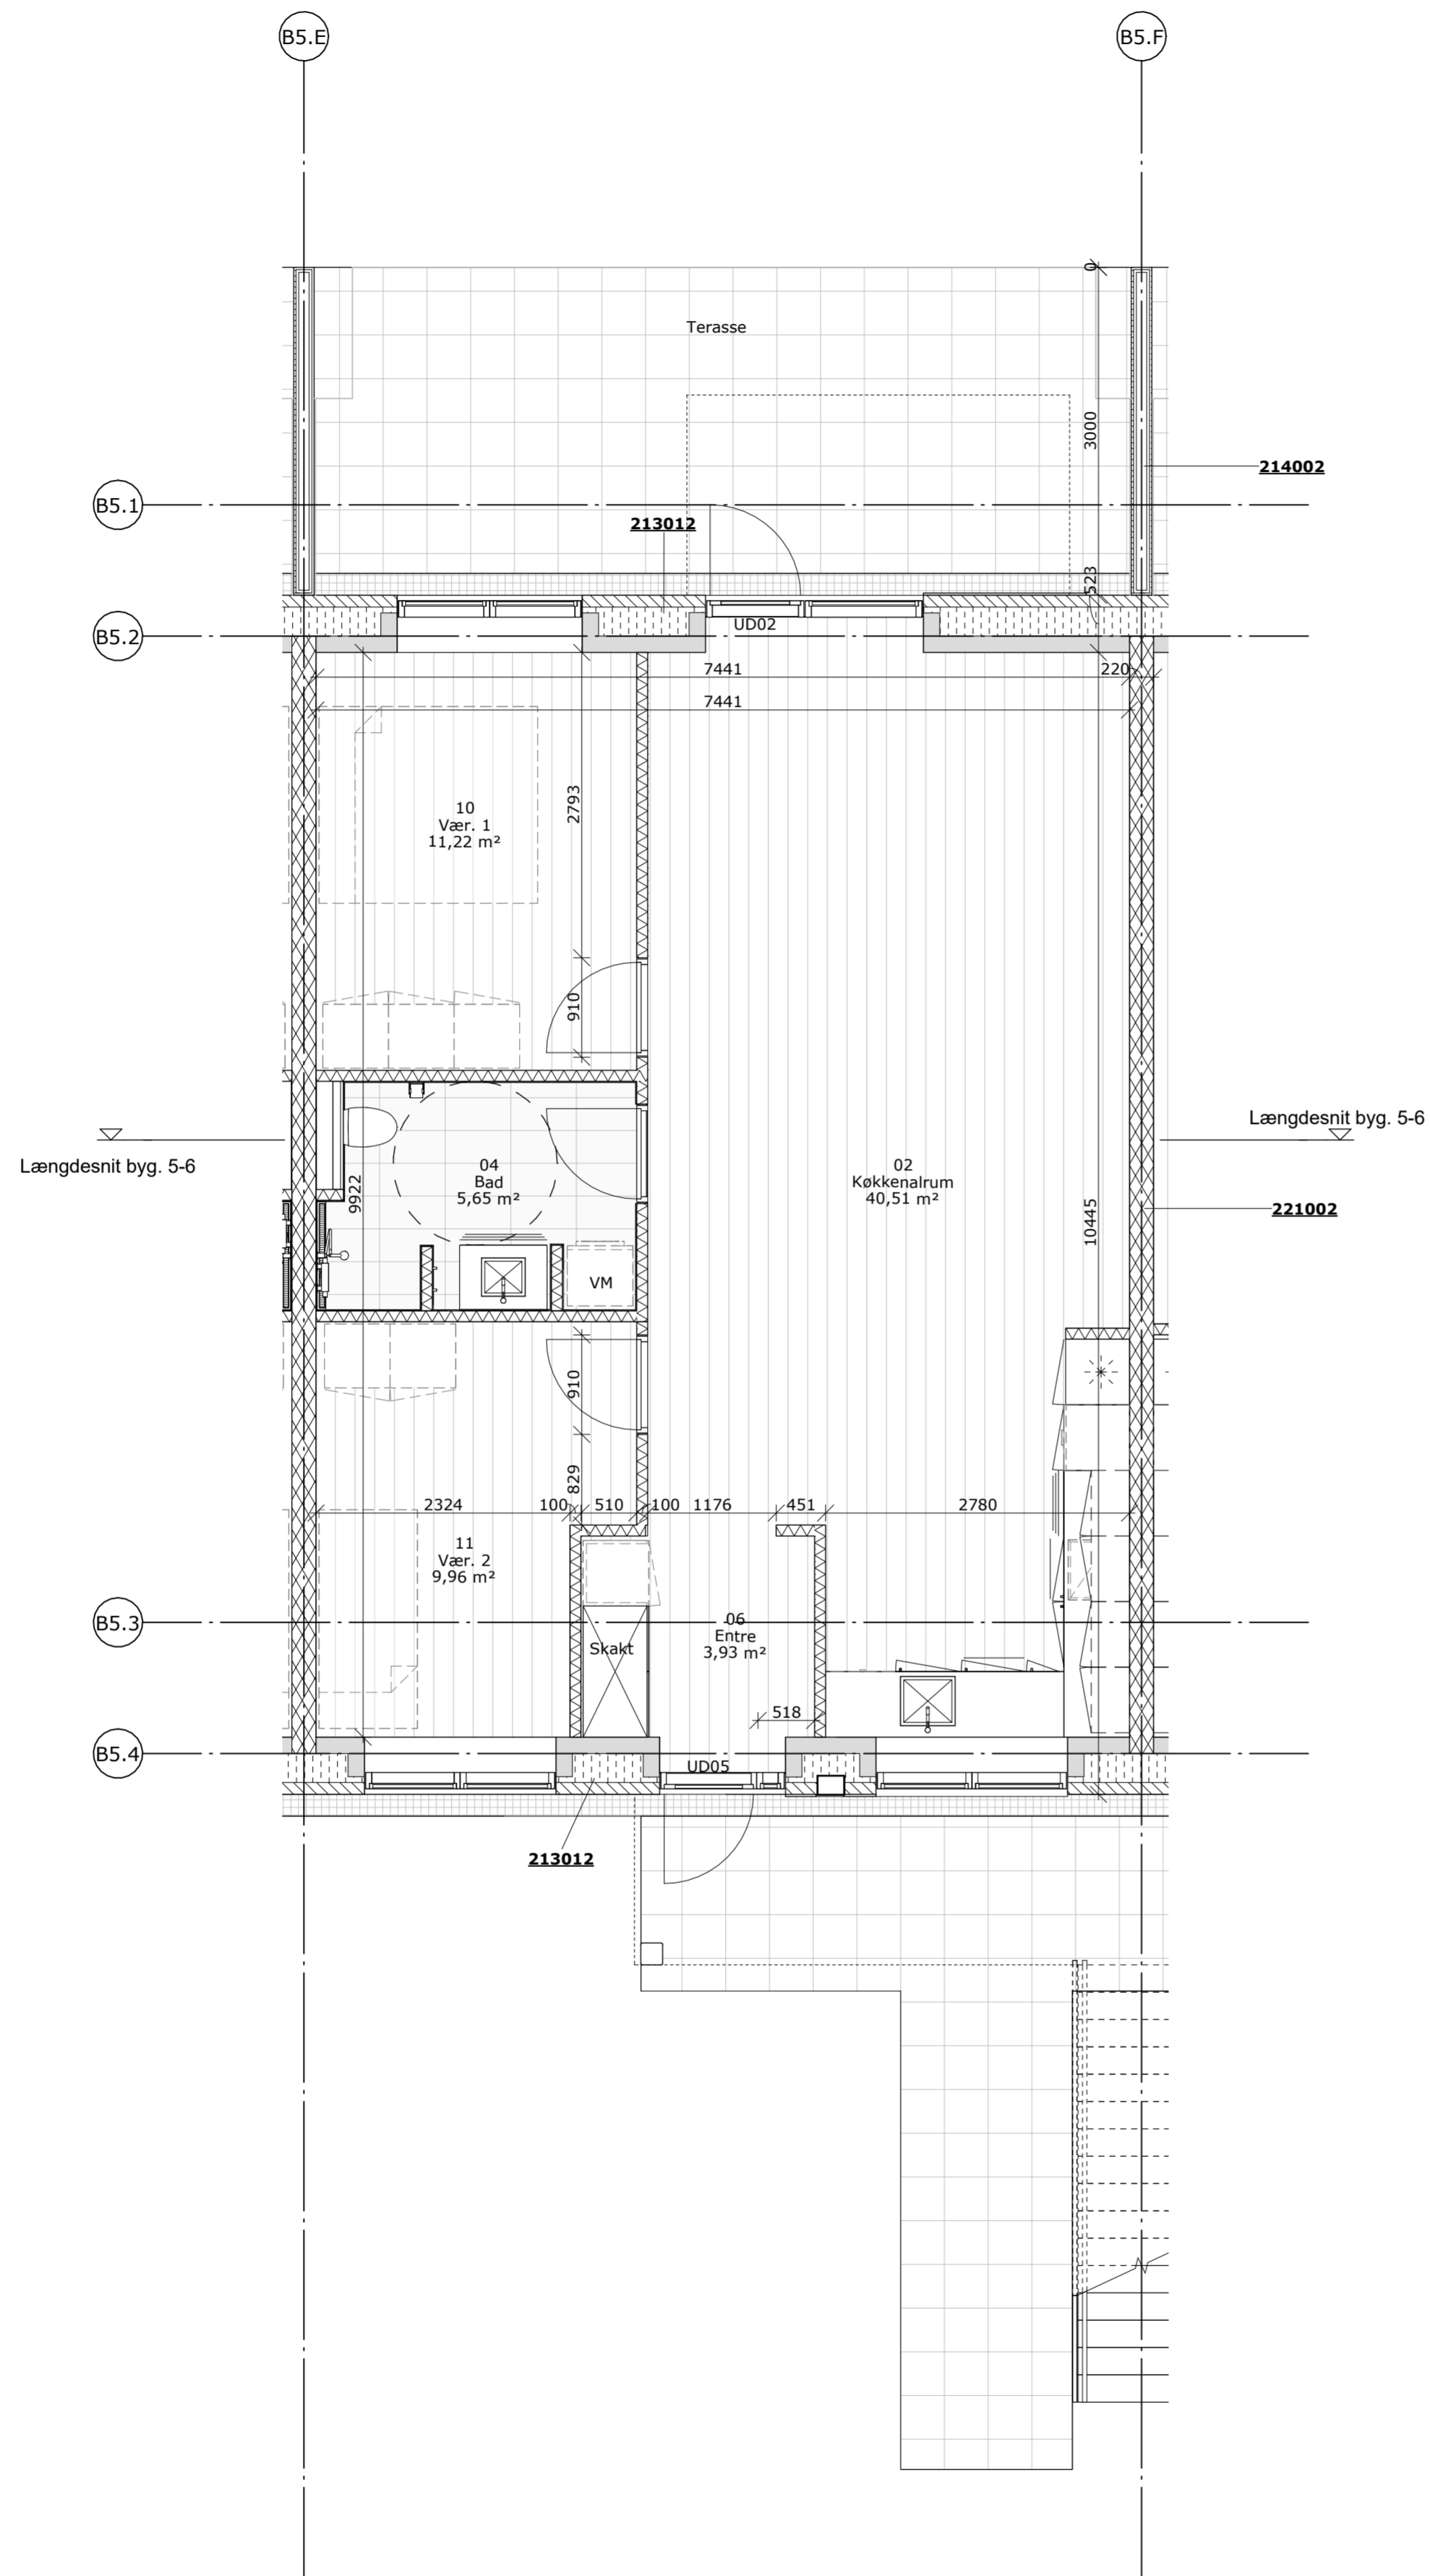 B5.E
B5.F
0
Terasse
3000
214002
B5.1
213012
523
UD02
B5.2
7441
220
7441
2793
10
Vær. 1
11,22 m²
910
Længdesnit byg. 5-6
Længdesnit byg. 5-6
04
Bad
5,65 m²
02
Køkkenalrum
40,51 m²
9922
10445
221002
VM
910
829
2324
100
510
100
1176
451
2780
11
Vær. 2
9,96 m²
B5.3
06
Entre
3,93 m²
Skakt
518
B5.4
UD05
213012